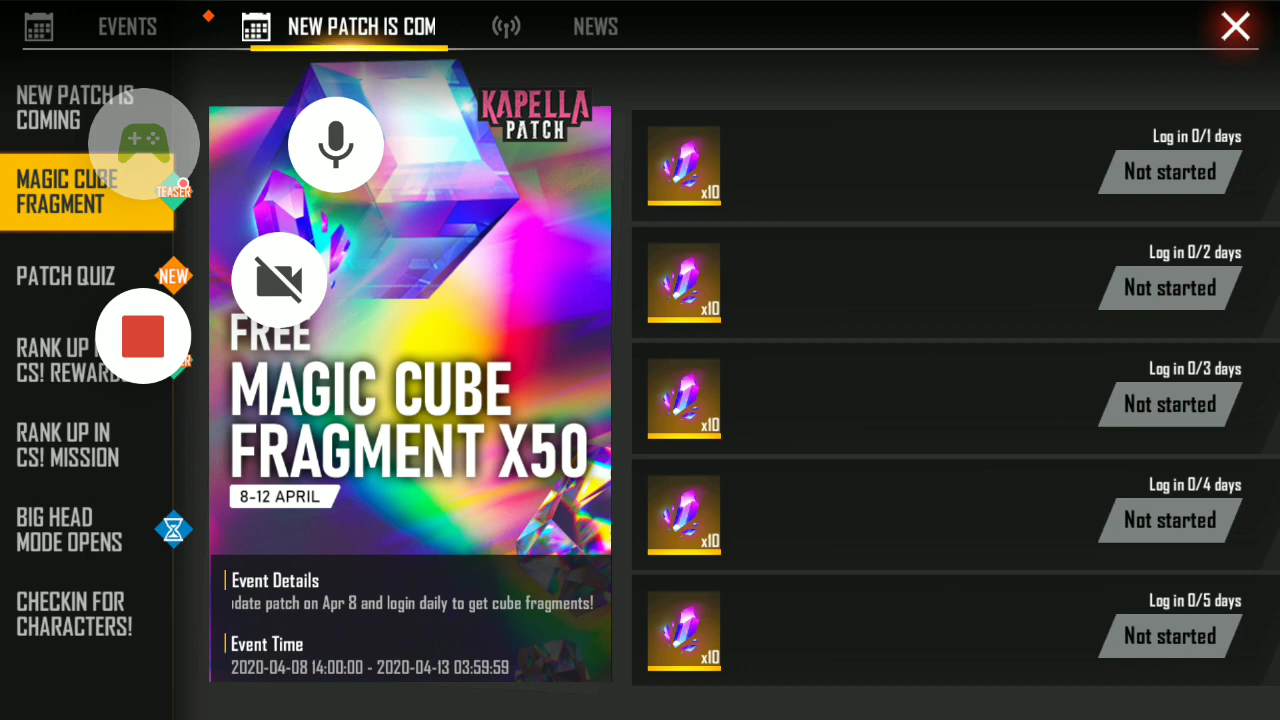 EVENTS
NEW PATCH IS COM
NEWS
NEW PATCH IS
COMING
MAGIC CUBE
FRAGMENT
TEASER
PATCH QUIZ
NEW
RANK UP
CS! REWARD
RANK UP IN
CS! MISSION
BIG HEAD
MODE OPENS
CHECKIN FOR
CHARACTERS!
KAPELLA
PATCH
FREE
MAGIC CUBE
FRAGMENT X50
8-12 APRIL
Event Details
date patch on Apr 8 and login daily to get cube fragments!
Event Time
2020-04-08 14:00:00 - 2020-04-13 03:59:59
x10
Log in 0/1 days
Not started
x10
Log in 0/2 days
Not started
x10
Log in 0/3 days
Not started
x10
Log in 0/4 days
Not started
x10
Log in 0/5 days
Not started